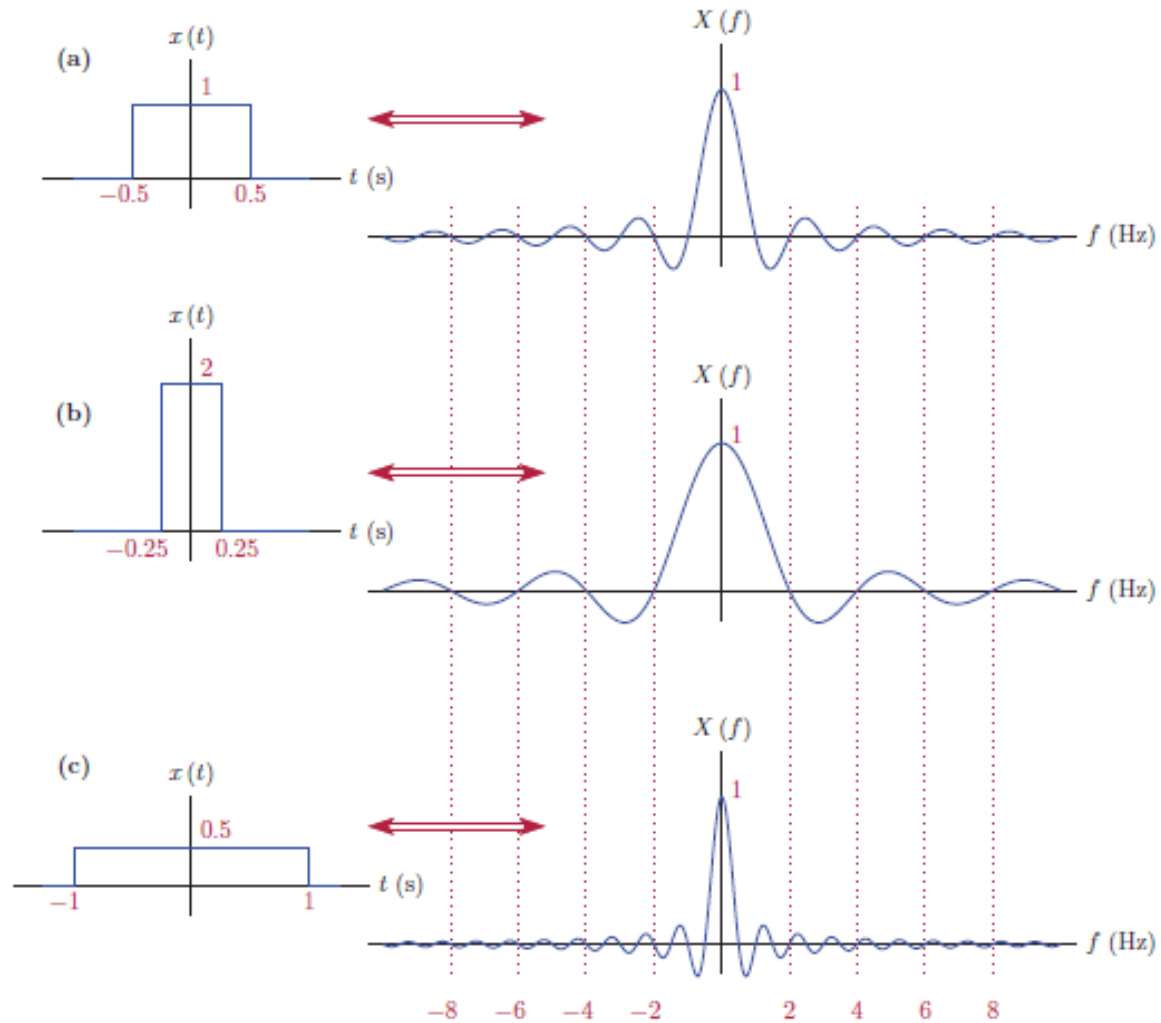 (a)
x (t)
1
−0.5
0.5
t (s)
X (f)
1
f (Hz)
(b)
x (t)
2
−0.25
0.25
t (s)
X (f)
1
f (Hz)
(c)
x (t)
0.5
−1
1
t (s)
X (f)
1
f (Hz)
−8 −6 −4 −2 2 4 6 8